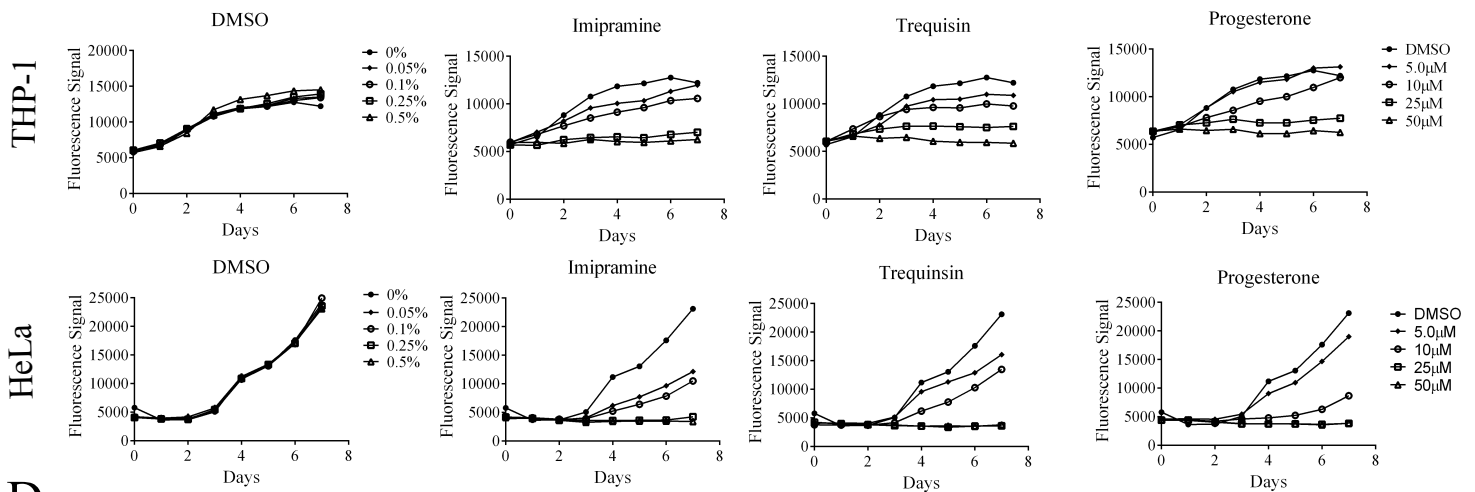 DMSO
Imipramine
Trequisin
Progesterone
THP-1
Fluorescence Signal
20000
15000
10000
5000
0
0 2 4 6 8
Days
0%
0.05%
0.1%
0.25%
0.5%
Fluorescence Signal
15000
10000
5000
0
0 2 4 6 8
Days
Fluorescence Signal
15000
10000
5000
0
0 2 4 6 8
Days
Fluorescence Signal
15000
10000
5000
0
0 2 4 6 8
Days
DMSO
5.0μM
10μM
25μM
50μM
DMSO
Imipramine
Trequinsin
Progesterone
HeLa
Fluorescence Signal
25000
20000
15000
10000
5000
0
0 2 4 6 8
Days
0%
0.05%
0.1%
0.25%
0.5%
Fluorescence Signal
25000
20000
15000
10000
5000
0
0 2 4 6 8
Days
Fluorescence Signal
25000
20000
15000
10000
5000
0
0 2 4 6 8
Days
Fluorescence Signal
25000
20000
15000
10000
5000
0
0 2 4 6 8
Days
DMSO
5.0μM
10μM
25μM
50μM
D